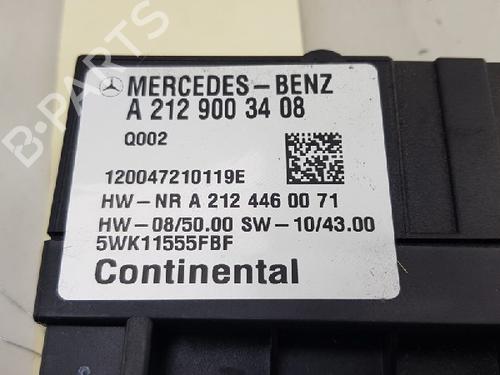 MERCEDES-BENZ
A 212 900 34 08
Q002
120047210119E
HW-NR A 212 446 00 71
HW-08/50.00 SW-10/43.00
5WK11555FBF
Continental
B-PARTS